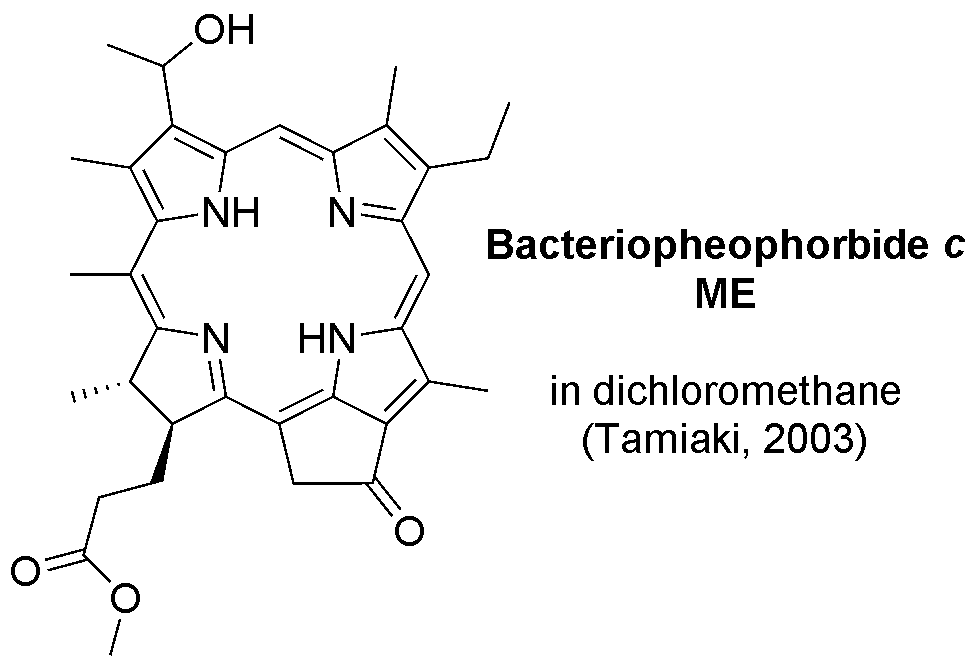 OH
NH
N
N
HN
O
O
O
Bacteriopheophorbide c
ME
in dichloromethane
(Tamiaki, 2003)